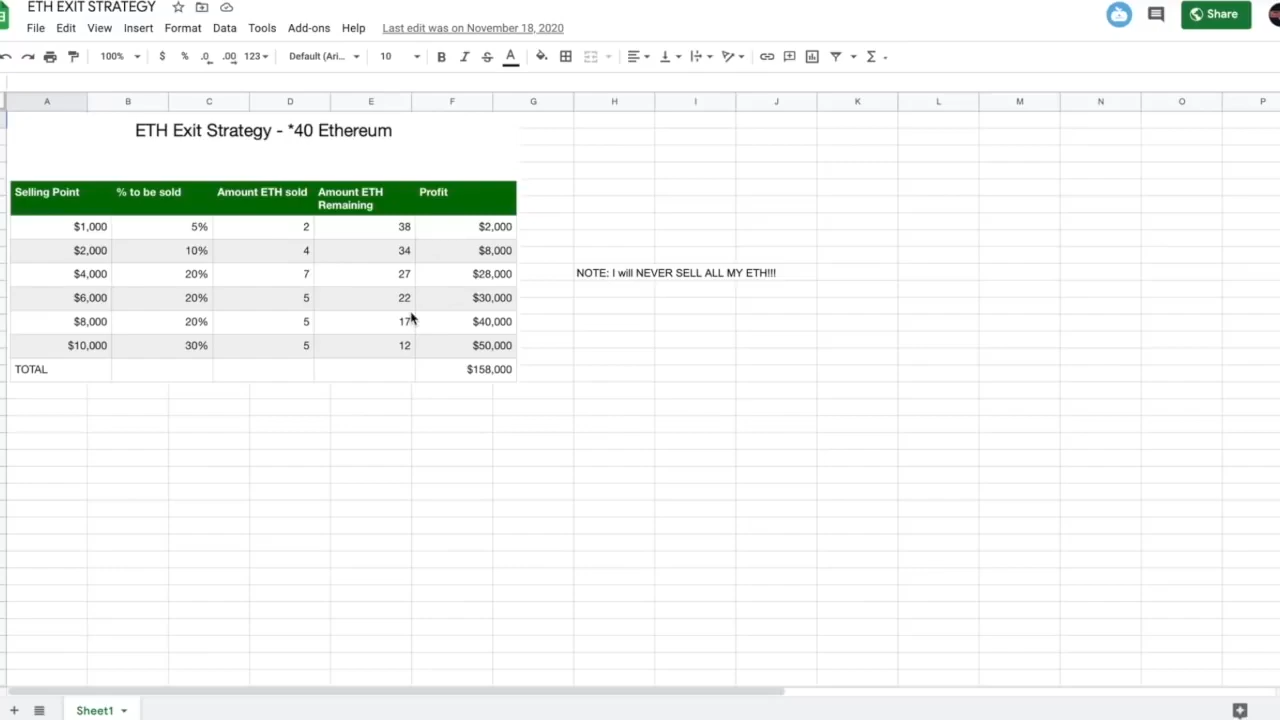 ETH EXIT STRATEGY
File Edit View Insert Format Data Tools Add-ons Help Last edit was on November 18, 2020
Share
100% $ % .0 .00 123 Default (Ari... 10 B I S A Σ
A B C D E F G H I J K L M N O P
ETH Exit Strategy - *40 Ethereum
Selling Point % to be sold Amount ETH sold Amount ETH Remaining Profit
$1,000 5% 2 38 $2,000
$2,000 10% 4 34 $8,000
$4,000 20% 7 27 $28,000
NOTE: I will NEVER SELL ALL MY ETH!!!
$6,000 20% 5 22 $30,000
$8,000 20% 5 17 $40,000
$10,000 30% 5 12 $50,000
TOTAL $158,000
Sheet1